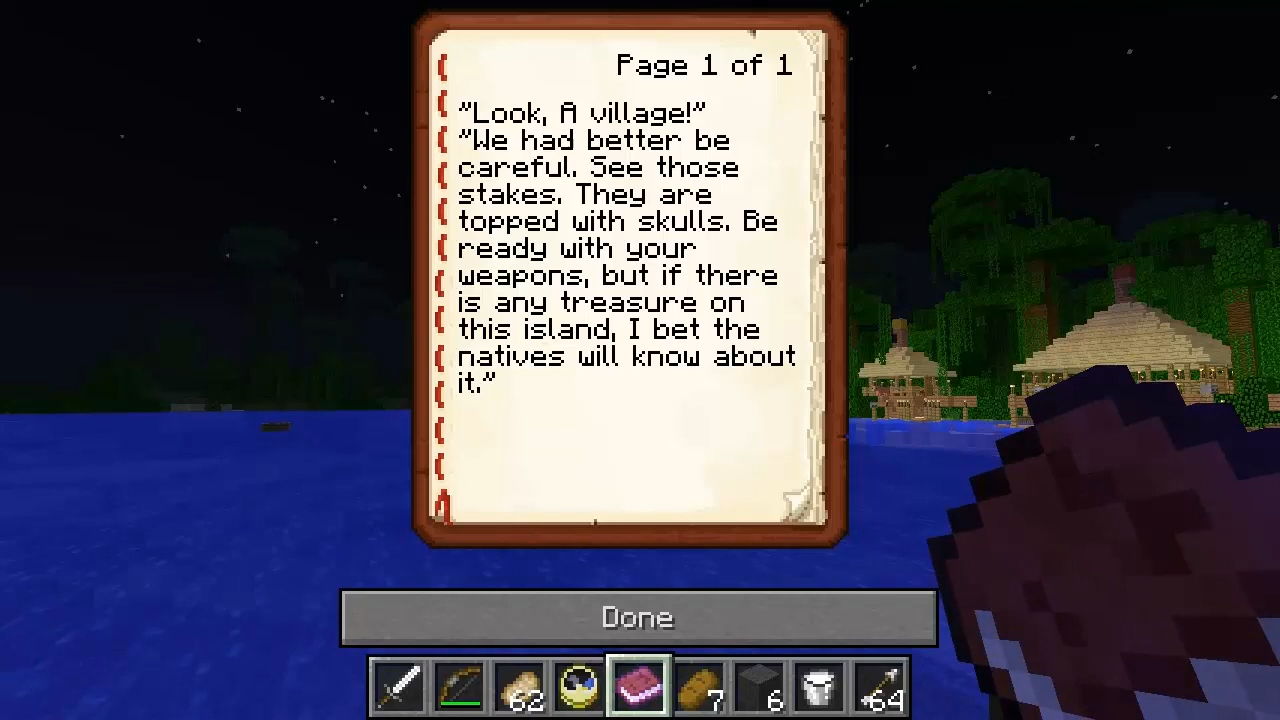 Page 1 of 1
"Look, A village!"
"We had better be
careful. See those
stakes. They are
topped with skulls. Be
ready with your
weapons, but if there
is any treasure on
this island, I bet the
natives will know about
it."
Done
62 7 6 64